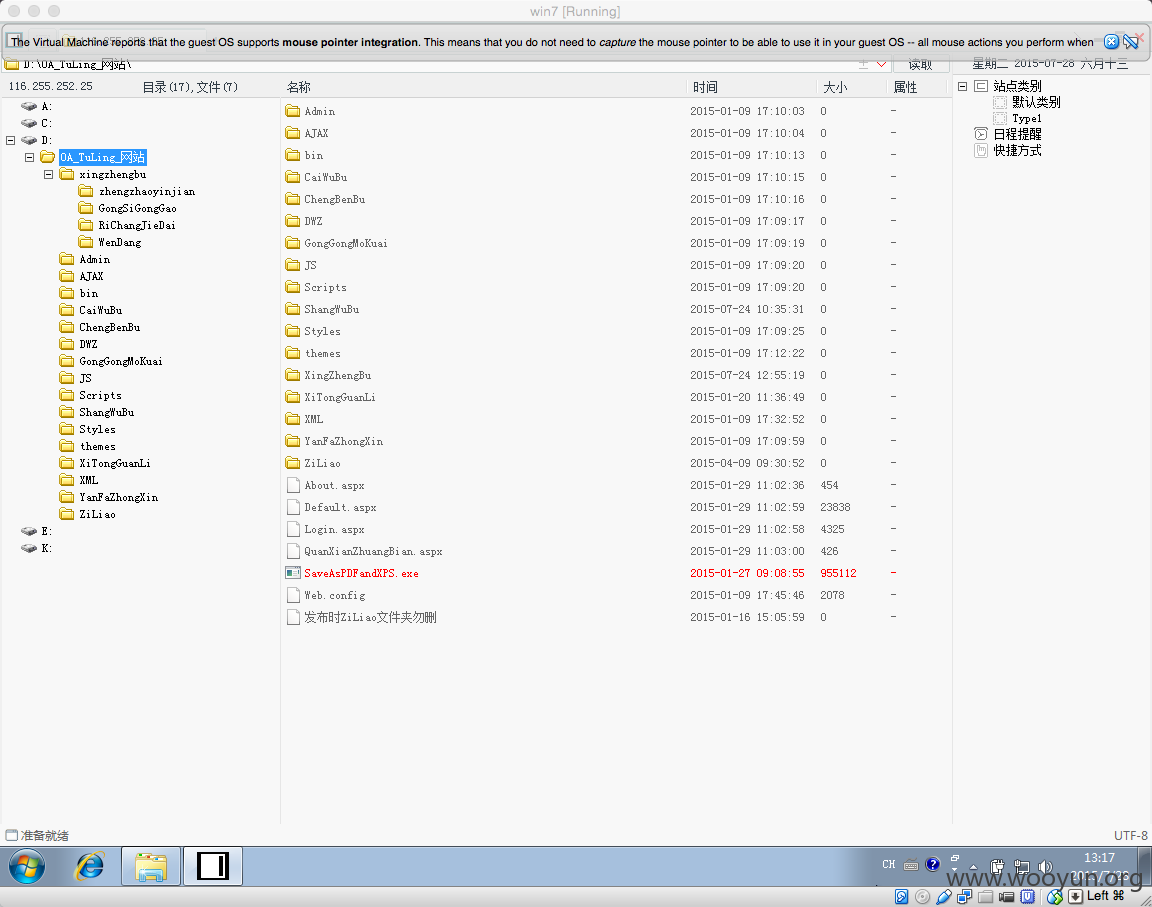 win7 [Running]
The Virtual Machine reports that the guest OS supports mouse pointer integration. This means that you do not need to capture the mouse pointer to be able to use it in your guest OS -- all mouse actions you perform when
D:\OA_TuLing_网站\ 读取 星期二 2015-07-28 六月十三
116.255.252.25 目录(17),文件(7) 名称 时间 大小 属性
A:
C:
D:
OA_TuLing_网站
xingzhengbu
zhengzhaoyinjian
GongSiGongGao
RiChangJieDai
WenDang
Admin
AJAX
bin
CaiWuBu
ChengBenBu
DWZ
GongGongMoKuai
JS
Scripts
ShangWuBu
Styles
themes
XiTongGuanLi
XML
YanFaZhongXin
ZiLiao
E:
K:
Admin 2015-01-09 17:10:03 0 -
AJAX 2015-01-09 17:10:04 0 -
bin 2015-01-09 17:10:13 0 -
CaiWuBu 2015-01-09 17:10:15 0 -
ChengBenBu 2015-01-09 17:10:16 0 -
DWZ 2015-01-09 17:09:17 0 -
GongGongMoKuai 2015-01-09 17:09:19 0 -
JS 2015-01-09 17:09:20 0 -
Scripts 2015-01-09 17:09:20 0 -
ShangWuBu 2015-07-24 10:35:31 0 -
Styles 2015-01-09 17:09:25 0 -
themes 2015-01-09 17:12:22 0 -
XingZhengBu 2015-07-24 12:55:19 0 -
XiTongGuanLi 2015-01-20 11:36:49 0 -
XML 2015-01-09 17:32:52 0 -
YanFaZhongXin 2015-01-09 17:09:59 0 -
ZiLiao 2015-04-09 09:30:52 0 -
About.aspx 2015-01-29 11:02:36 454 -
Default.aspx 2015-01-29 11:02:59 23838 -
Login.aspx 2015-01-29 11:02:58 4325 -
QuanXianZhuangBian.aspx 2015-01-29 11:03:00 426 -
SaveAsPDFandXPS.exe 2015-01-27 09:08:55 955112 -
Web.config 2015-01-09 17:45:46 2078 -
发布时ZiLiao文件夹勿删 2015-01-16 15:05:59 0 -
站点类别
默认类别
Type1
日程提醒
快捷方式
准备就绪 UTF-8
CH 13:17
2015/7/28
www.wooyun.org
Left ⌘